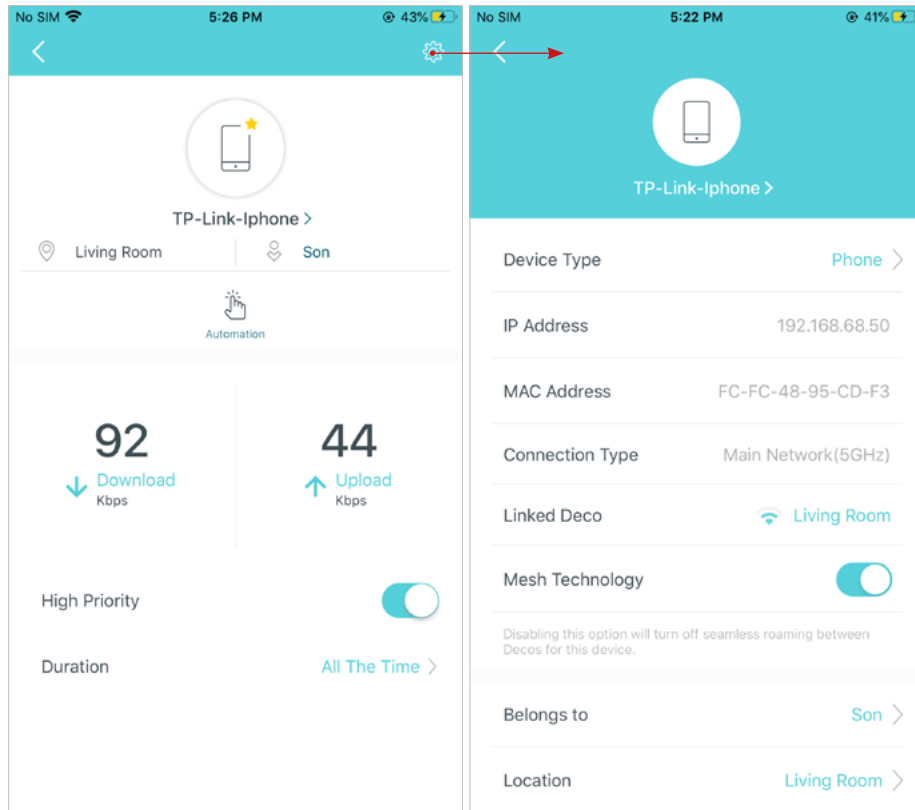 No SIM 5:26 PM 43%
TP-Link-Iphone >
Living Room Son
Automation
92 44
Download Upload
Kbps Kbps
High Priority
Duration All The Time >
No SIM 5:22 PM 41%
TP-Link-Iphone >
Device Type Phone >
IP Address 192.168.68.50
MAC Address FC-FC-48-95-CD-F3
Connection Type Main Network(5GHz)
Linked Deco Living Room
Mesh Technology
Disabling this option will turn off seamless roaming between
Decos for this device.
Belongs to Son >
Location Living Room >